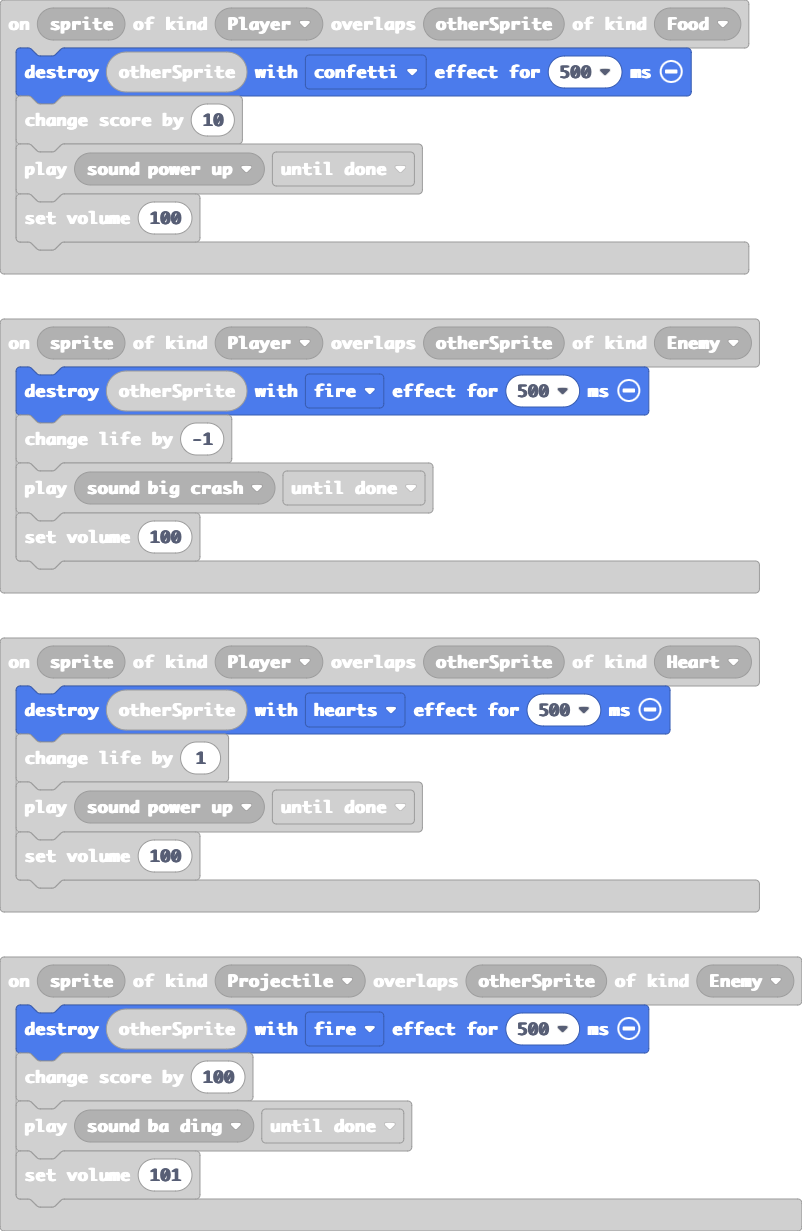 on sprite of kind Player overlaps otherSprite of kind Food
destroy otherSprite with confetti effect for 500 ms
change score by 10
play sound power up until done
set volume 100
on sprite of kind Player overlaps otherSprite of kind Enemy
destroy otherSprite with fire effect for 500 ms
change life by -1
play sound big crash until done
set volume 100
on sprite of kind Player overlaps otherSprite of kind Heart
destroy otherSprite with hearts effect for 500 ms
change life by 1
play sound power up until done
set volume 100
on sprite of kind Projectile overlaps otherSprite of kind Enemy
destroy otherSprite with fire effect for 500 ms
change score by 100
play sound ba ding until done
set volume 101